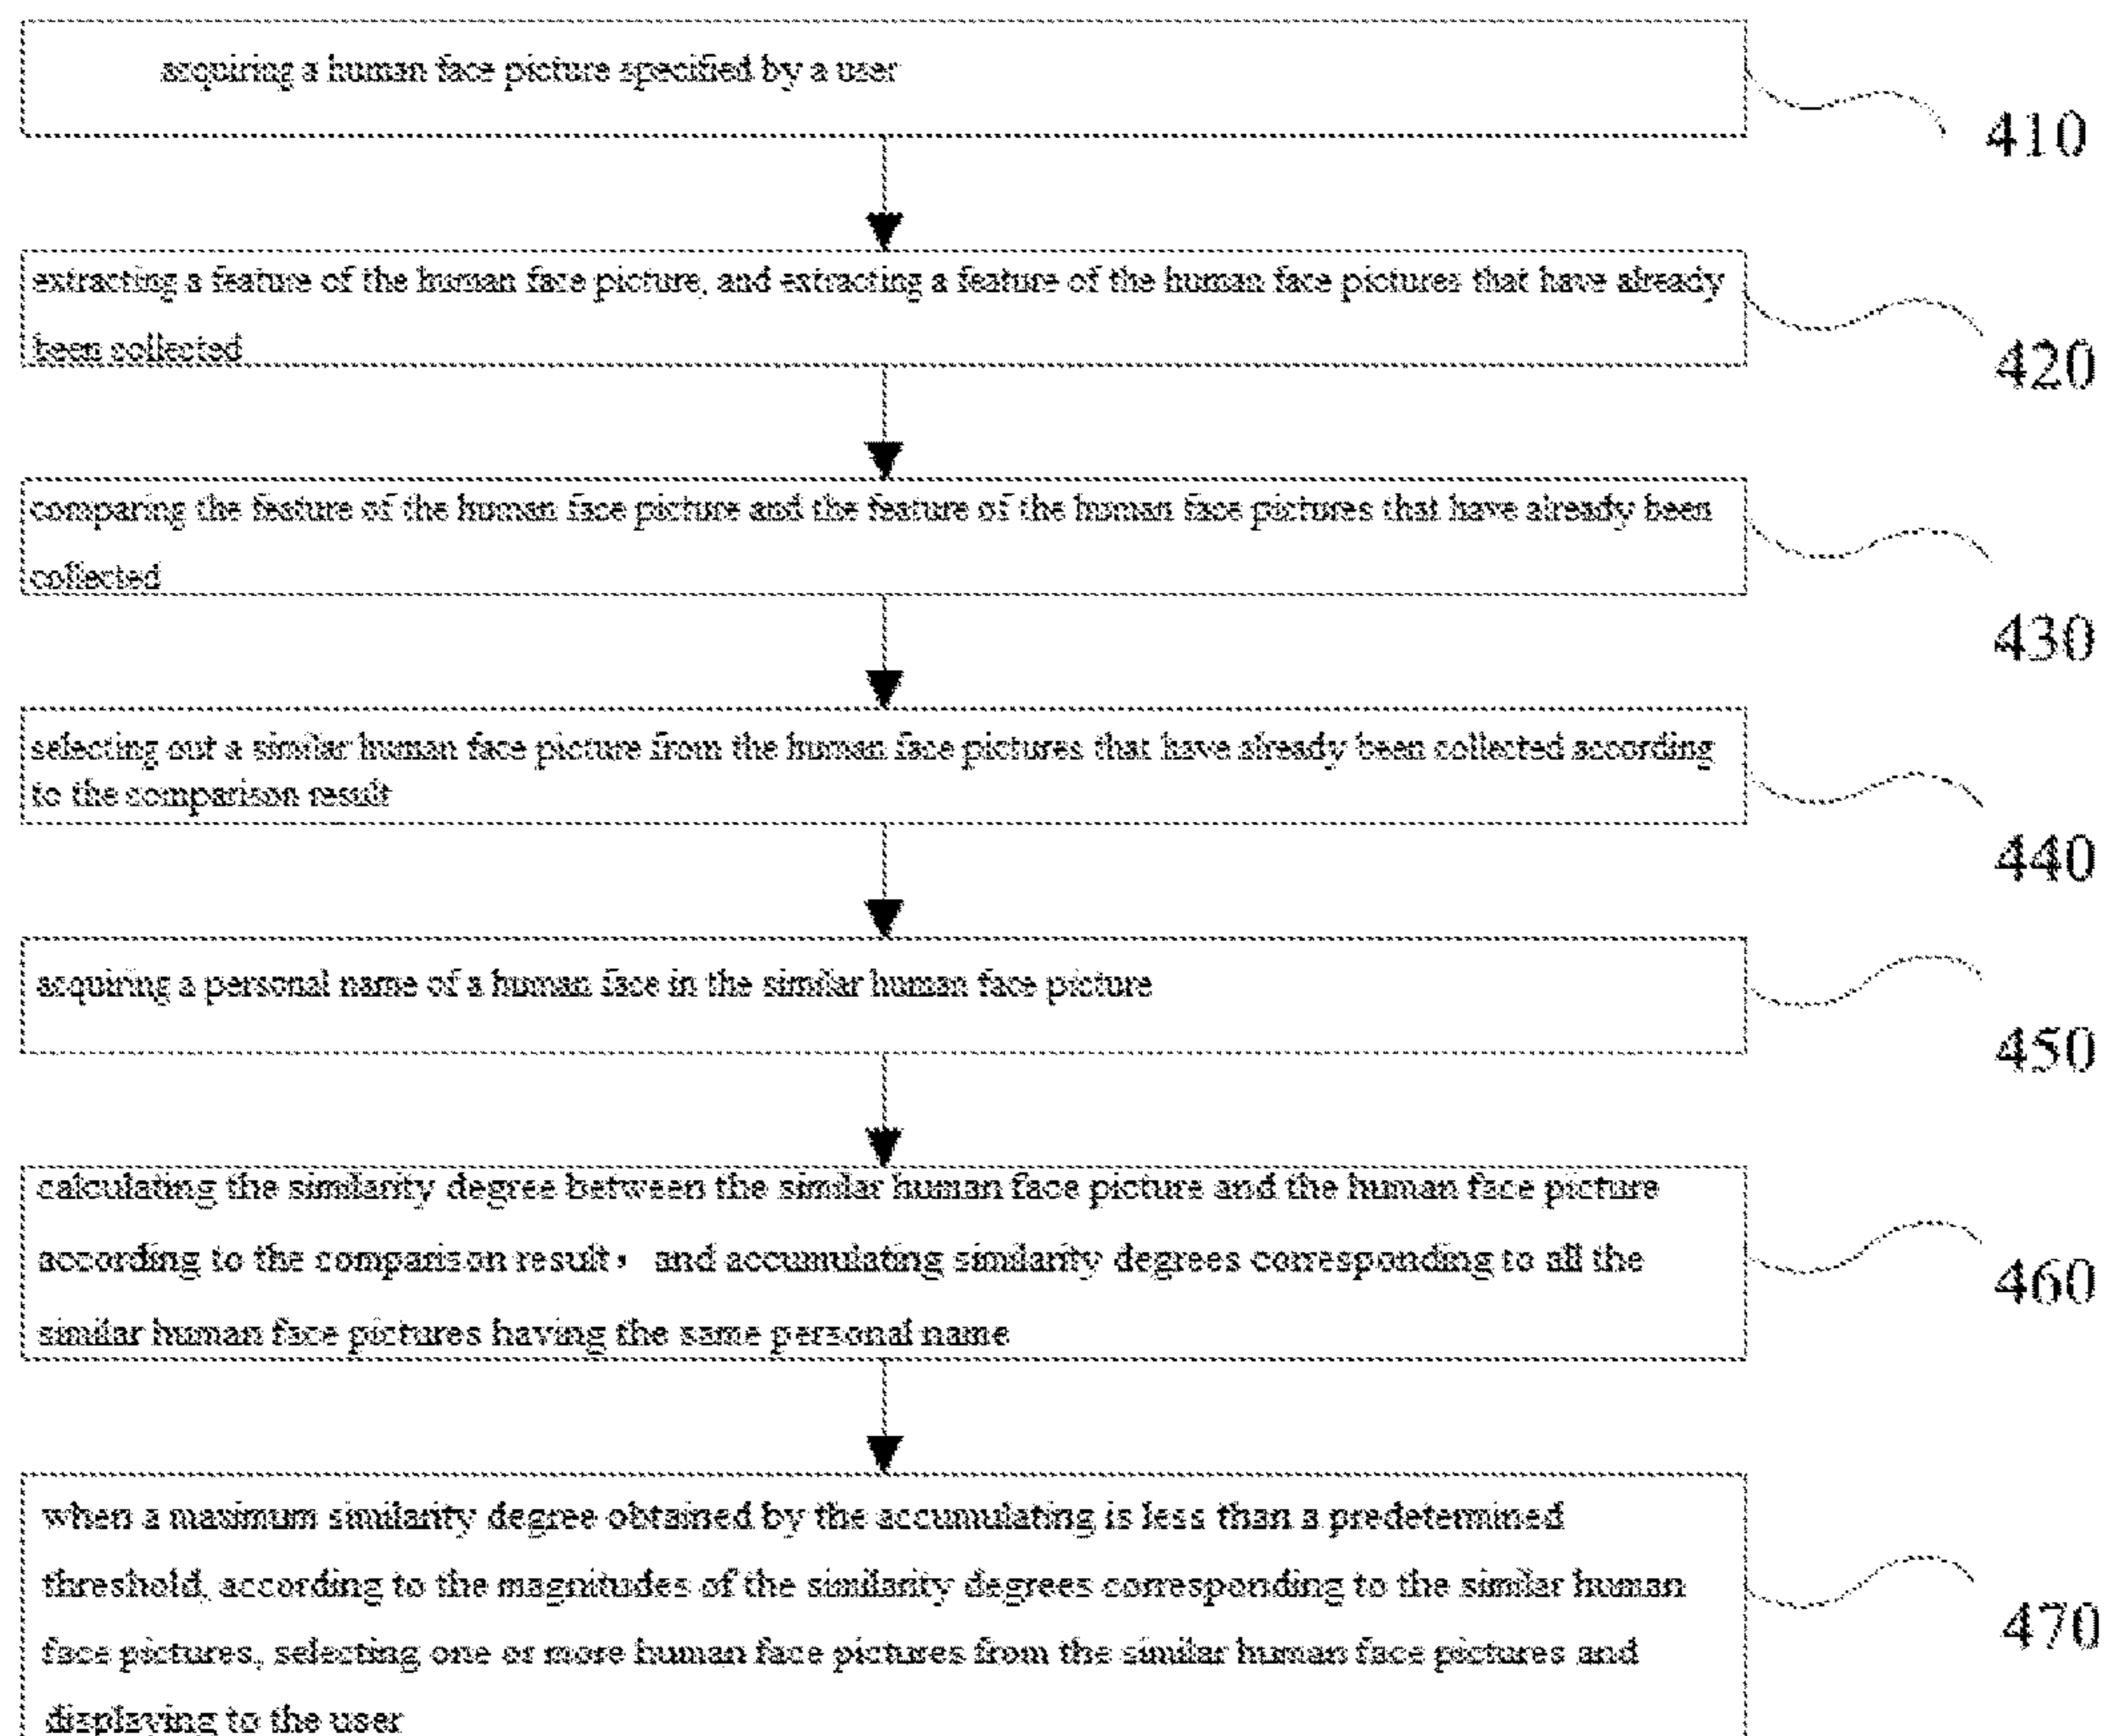 acquiring a human face picture specified by a user
410
extracting a feature of the human face picture, and extracting a feature of the human face pictures that have already
been collected
420
comparing the feature of the human face picture and the feature of the human face pictures that have already been
collected
430
selecting out a similar human face picture from the human face pictures that have already been collected according
to the comparison result
440
acquiring a personal name of a human face in the similar human face picture
450
calculating the similarity degree between the similar human face picture and the human face picture
according to the comparison result, and accumulating similarity degrees corresponding to all the
similar human face pictures having the same personal name
460
when a maximum similarity degree obtained by the accumulating is less than a predetermined
threshold, according to the magnitudes of the similarity degrees corresponding to the similar human
face pictures, selecting one or more human face pictures from the similar human face pictures and
displaying to the user
470